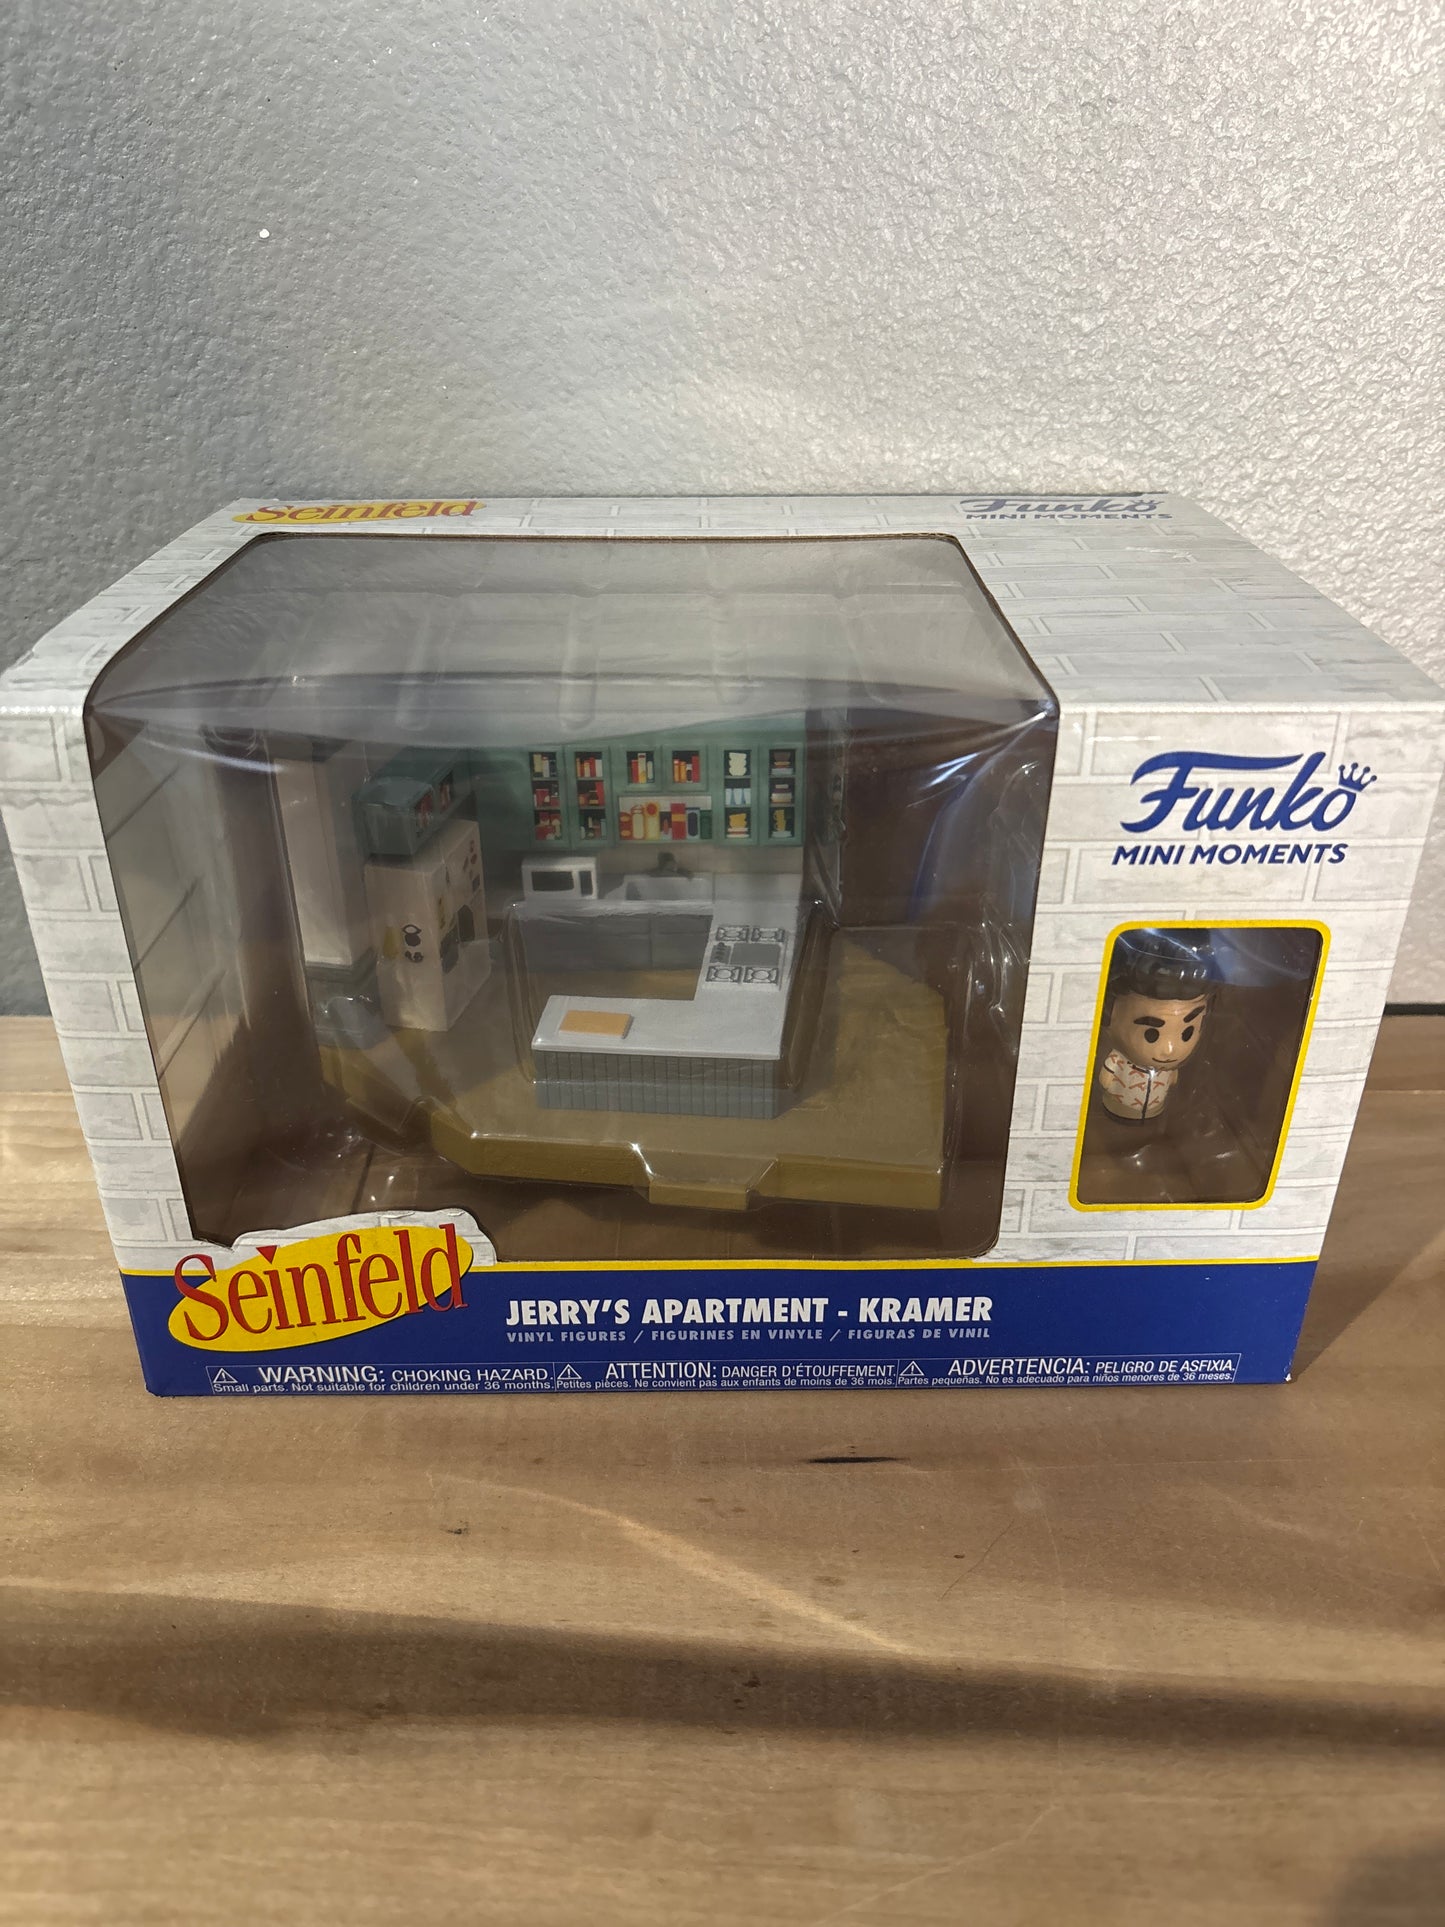 Seinfeld
Funko
MINI MOMENTS
Funko
MINI MOMENTS
Seinfeld
JERRY'S APARTMENT - KRAMER
VINYL FIGURES / FIGURINES EN VINYLE / FIGURAS DE VINIL
WARNING: CHOKING HAZARD.
Small parts. Not suitable for children under 36 months.
ATTENTION: DANGER D'ÉTOUFFEMENT.
Petites pièces. Ne convient pas aux enfants de moins de 36 mois.
ADVERTENCIA: PELIGRO DE ASFIXIA.
Partes pequeñas. No es adecuado para niños menores de 36 meses.